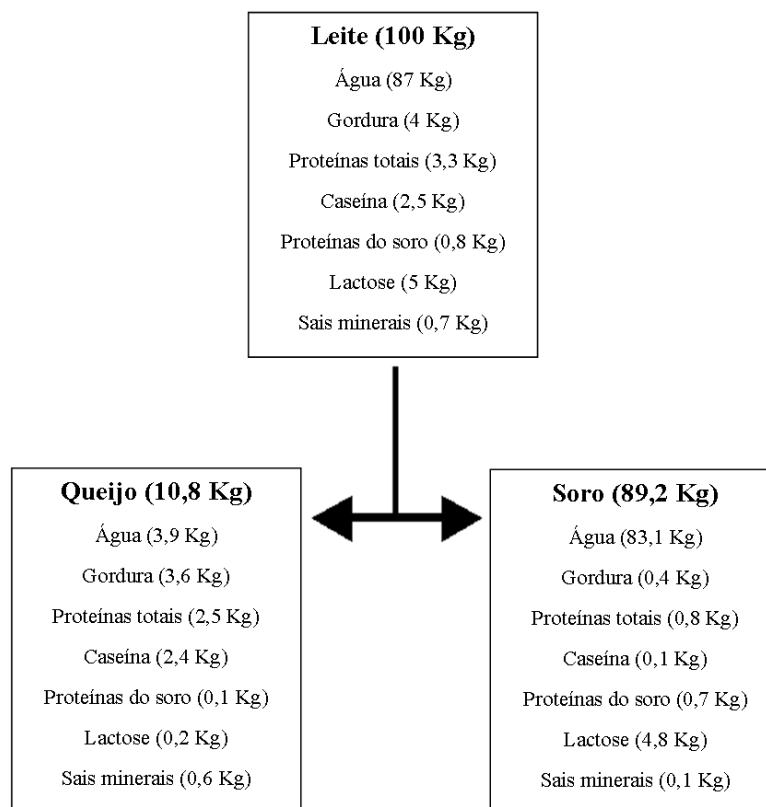 Leite (100 Kg)
Água (87 Kg)
Gordura (4 Kg)
Proteínas totais (3,3 Kg)
Caseína (2,5 Kg)
Proteínas do soro (0,8 Kg)
Lactose (5 Kg)
Sais minerais (0,7 Kg)
Queijo (10,8 Kg)
Água (3,9 Kg)
Gordura (3,6 Kg)
Proteínas totais (2,5 Kg)
Caseína (2,4 Kg)
Proteínas do soro (0,1 Kg)
Lactose (0,2 Kg)
Sais minerais (0,6 Kg)
Soro (89,2 Kg)
Água (83,1 Kg)
Gordura (0,4 Kg)
Proteínas totais (0,8 Kg)
Caseína (0,1 Kg)
Proteínas do soro (0,7 Kg)
Lactose (4,8 Kg)
Sais minerais (0,1 Kg)